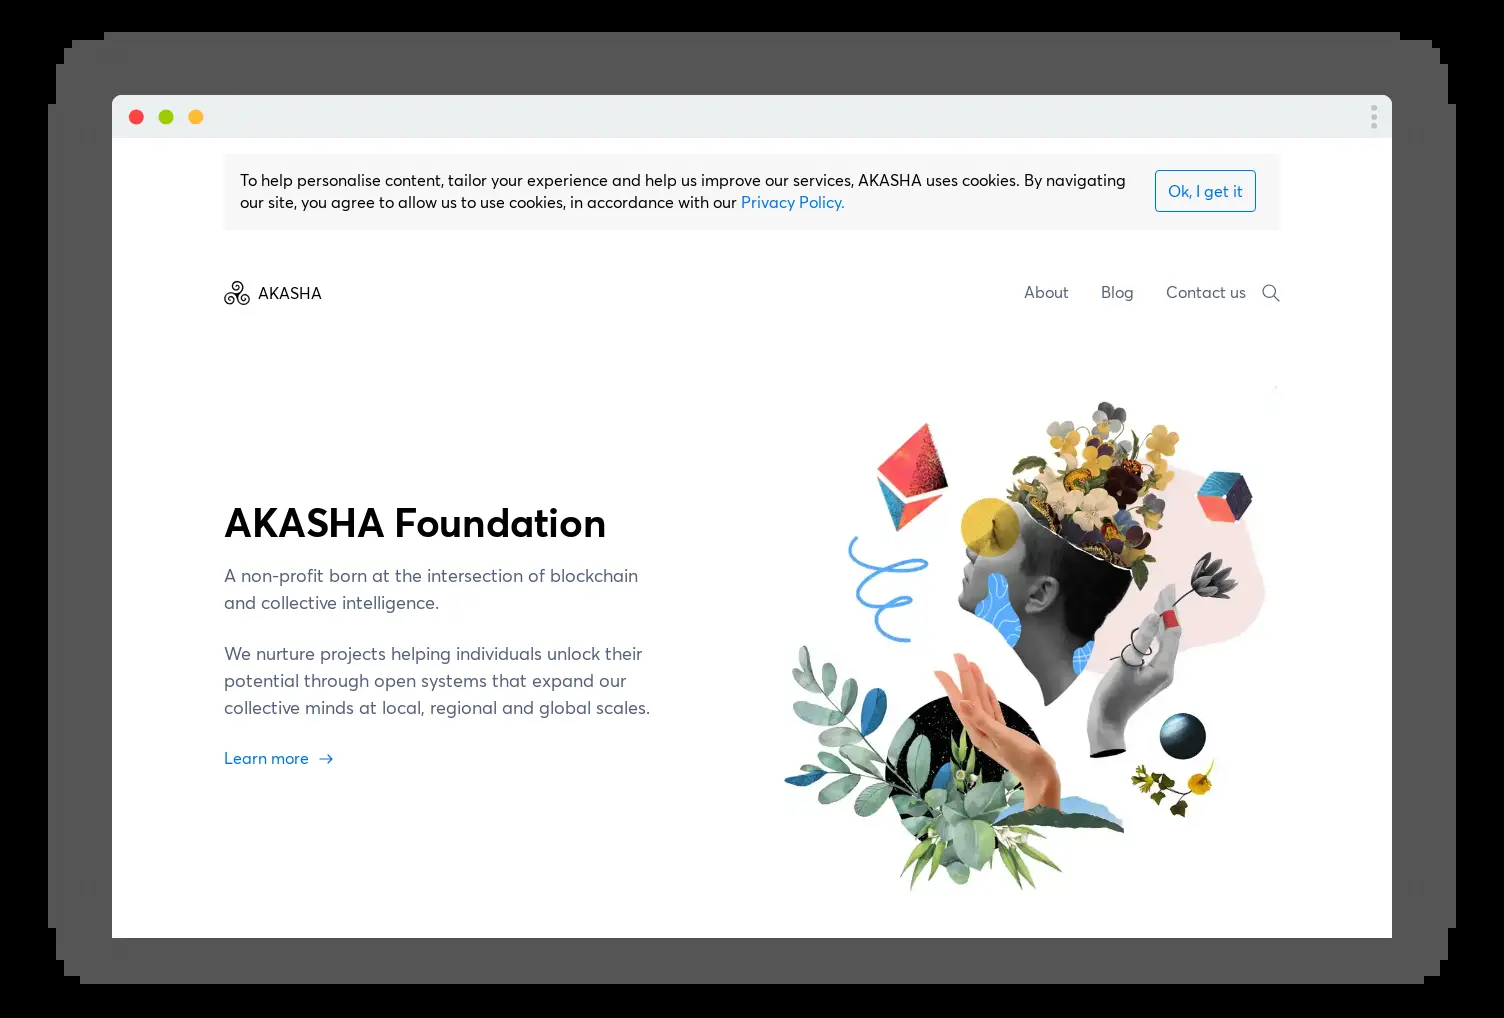 To help personalise content, tailor your experience and help us improve our services, AKASHA uses cookies. By navigating
our site, you agree to allow us to use cookies, in accordance with our Privacy Policy.
Ok, I get it
AKASHA
About
Blog
Contact us
AKASHA Foundation
A non-profit born at the intersection of blockchain
and collective intelligence.
We nurture projects helping individuals unlock their
potential through open systems that expand our
collective minds at local, regional and global scales.
Learn more →